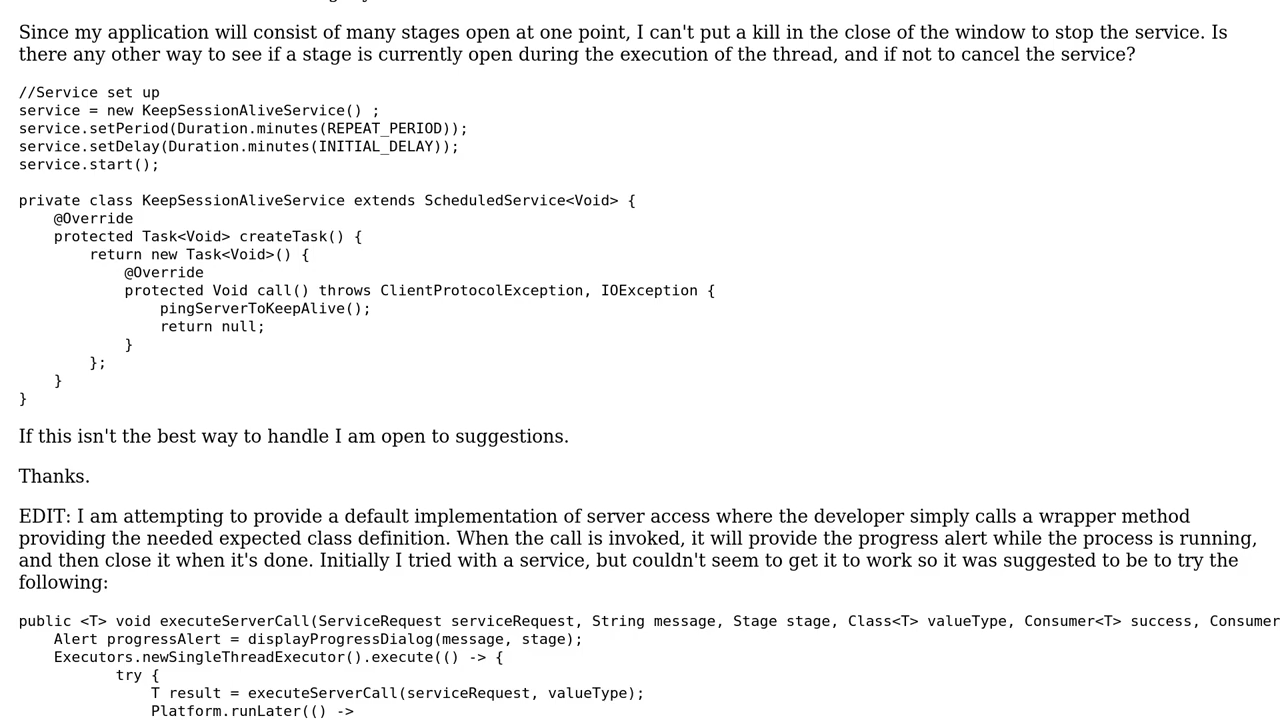 Since my application will consist of many stages open at one point, I can't put a kill in the close of the window to stop the service. Is
there any other way to see if a stage is currently open during the execution of the thread, and if not to cancel the service?
//Service set up
service = new KeepSessionAliveService() ;
service.setPeriod(Duration.minutes(REPEAT_PERIOD));
service.setDelay(Duration.minutes(INITIAL_DELAY));
service.start();
private class KeepSessionAliveService extends ScheduledService<Void> {
    @Override
    protected Task<Void> createTask() {
        return new Task<Void>() {
            @Override
            protected Void call() throws ClientProtocolException, IOException {
                pingServerToKeepAlive();
                return null;
            }
        };
    }
}
If this isn't the best way to handle I am open to suggestions.
Thanks.
EDIT: I am attempting to provide a default implementation of server access where the developer simply calls a wrapper method
providing the needed expected class definition. When the call is invoked, it will provide the progress alert while the process is running,
and then close it when it's done. Initially I tried with a service, but couldn't seem to get it to work so it was suggested to be to try the
following:
public <T> void executeServerCall(ServiceRequest serviceRequest, String message, Stage stage, Class<T> valueType, Consumer<T> success, Consumer
    Alert progressAlert = displayProgressDialog(message, stage);
    Executors.newSingleThreadExecutor().execute(() -> {
           try {
               T result = executeServerCall(serviceRequest, valueType);
               Platform.runLater(() ->